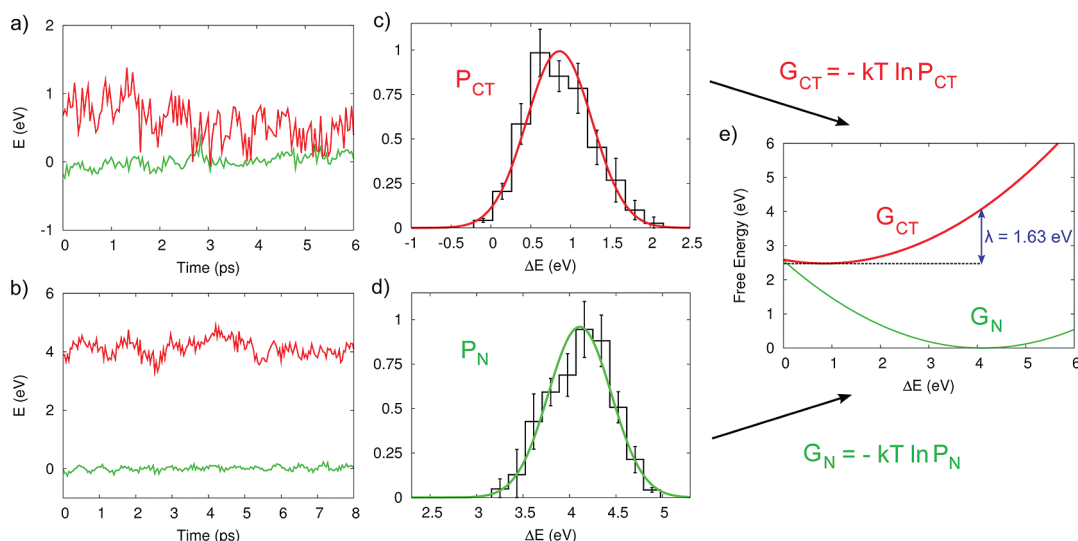 a)
E (eV)
2
1
0
-1
0 1 2 3 4 5 6
Time (ps)
b)
E (eV)
6
4
2
0
0 1 2 3 4 5 6 7 8
Time (ps)
c)
1
0.75
0.5
0.25
0
P_CT
-1 -0.5 0 0.5 1 1.5 2 2.5
ΔE (eV)
d)
1
0.75
0.5
0.25
0
P_N
2.5 3 3.5 4 4.5 5
ΔE (eV)
G_CT = - kT ln P_CT
e)
Free Energy (eV)
6
5
4
3
2
1
0
G_CT
λ = 1.63 eV
G_N
0 1 2 3 4 5 6
ΔE (eV)
G_N = - kT ln P_N